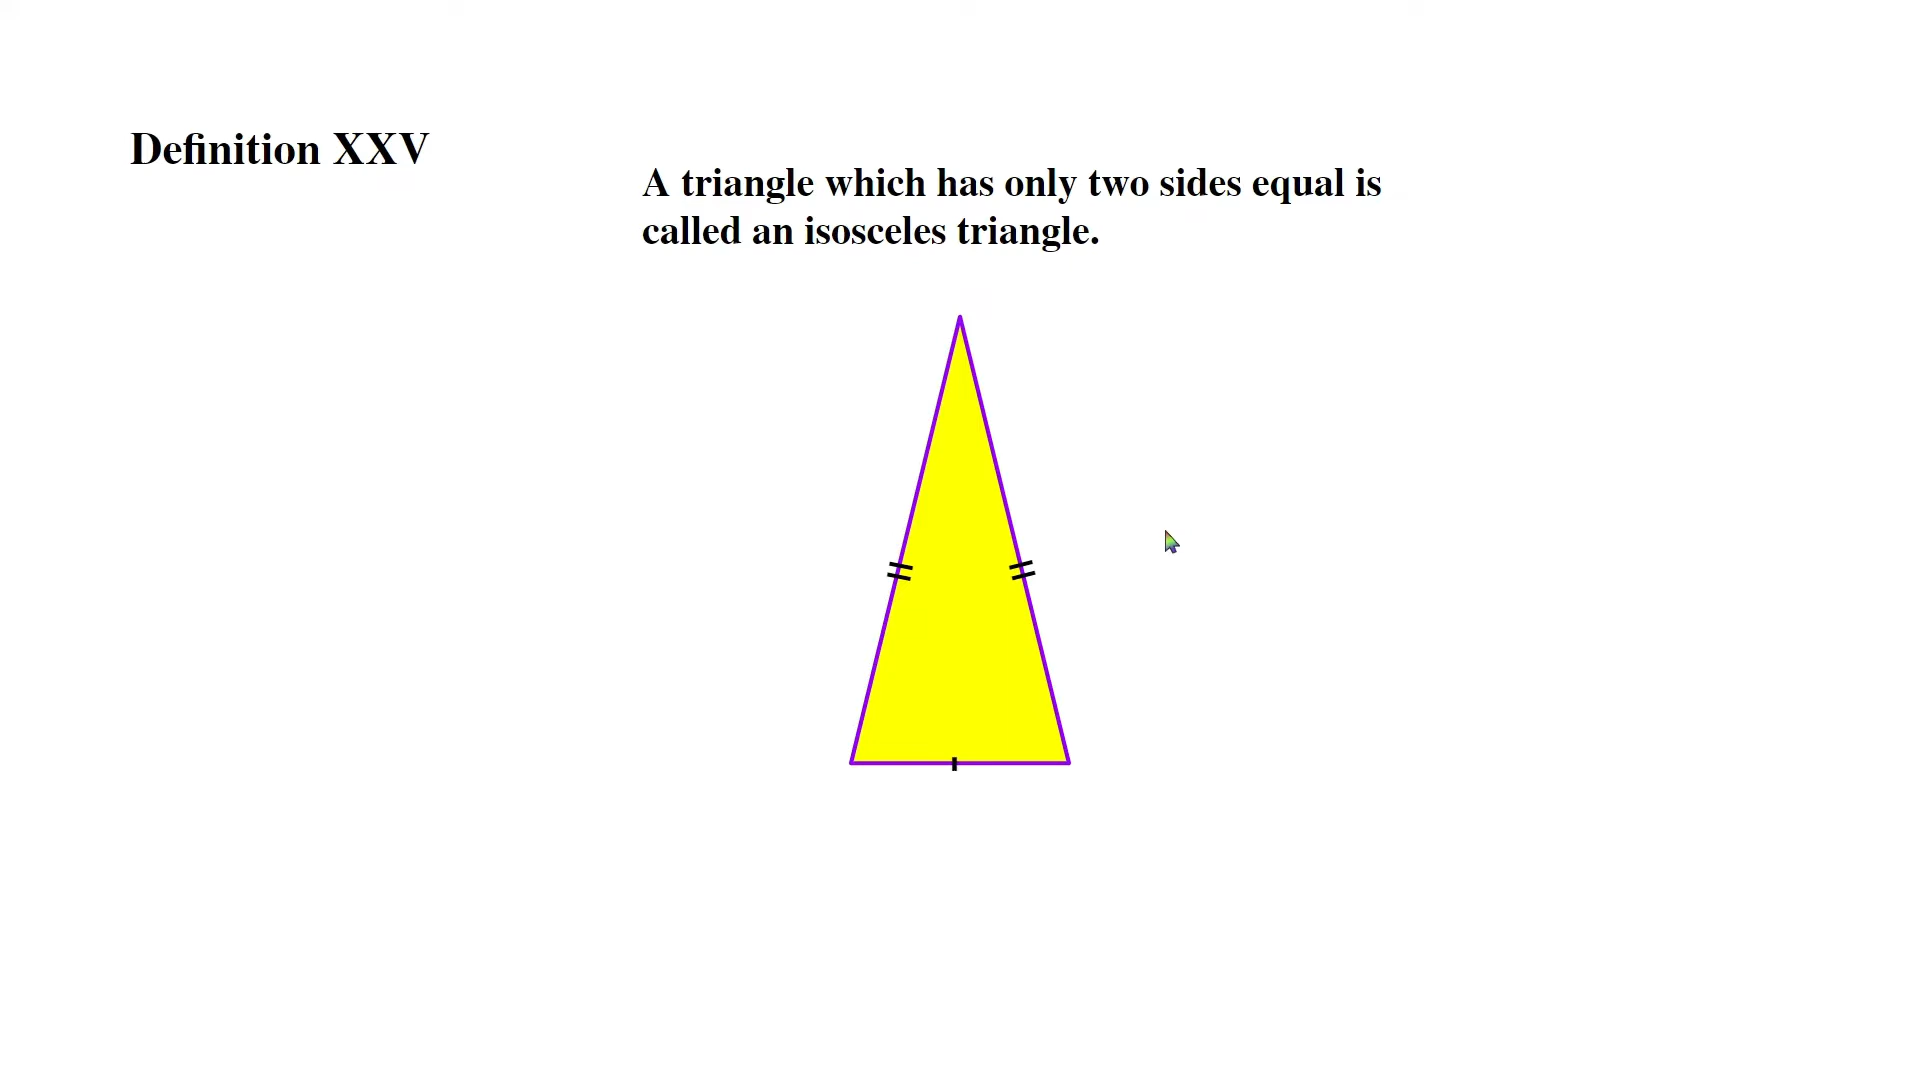 Definition XXV
A triangle which has only two sides equal is
called an isosceles triangle.